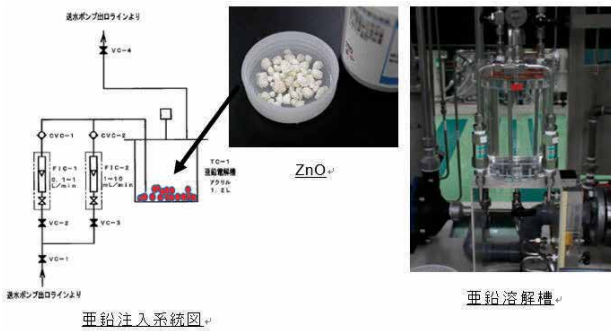 送水ポンプ出口ラインより
VC-4
CVC-1
CVC-2
FIC-1
0.1~1
L/min
FIC-2
1~10
mL/min
TC-1
亜鉛電解槽
アクリル
1.2L
VC-2
VC-3
VC-1
送水ポンプ出口ラインより
亜鉛注入系統図
ZnO
亜鉛溶解槽